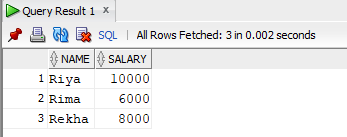 Query Result 1 x
SQL | All Rows Fetched: 3 in 0.002 seconds
NAME SALARY
1 Riya 10000
2 Rima 6000
3 Rekha 8000